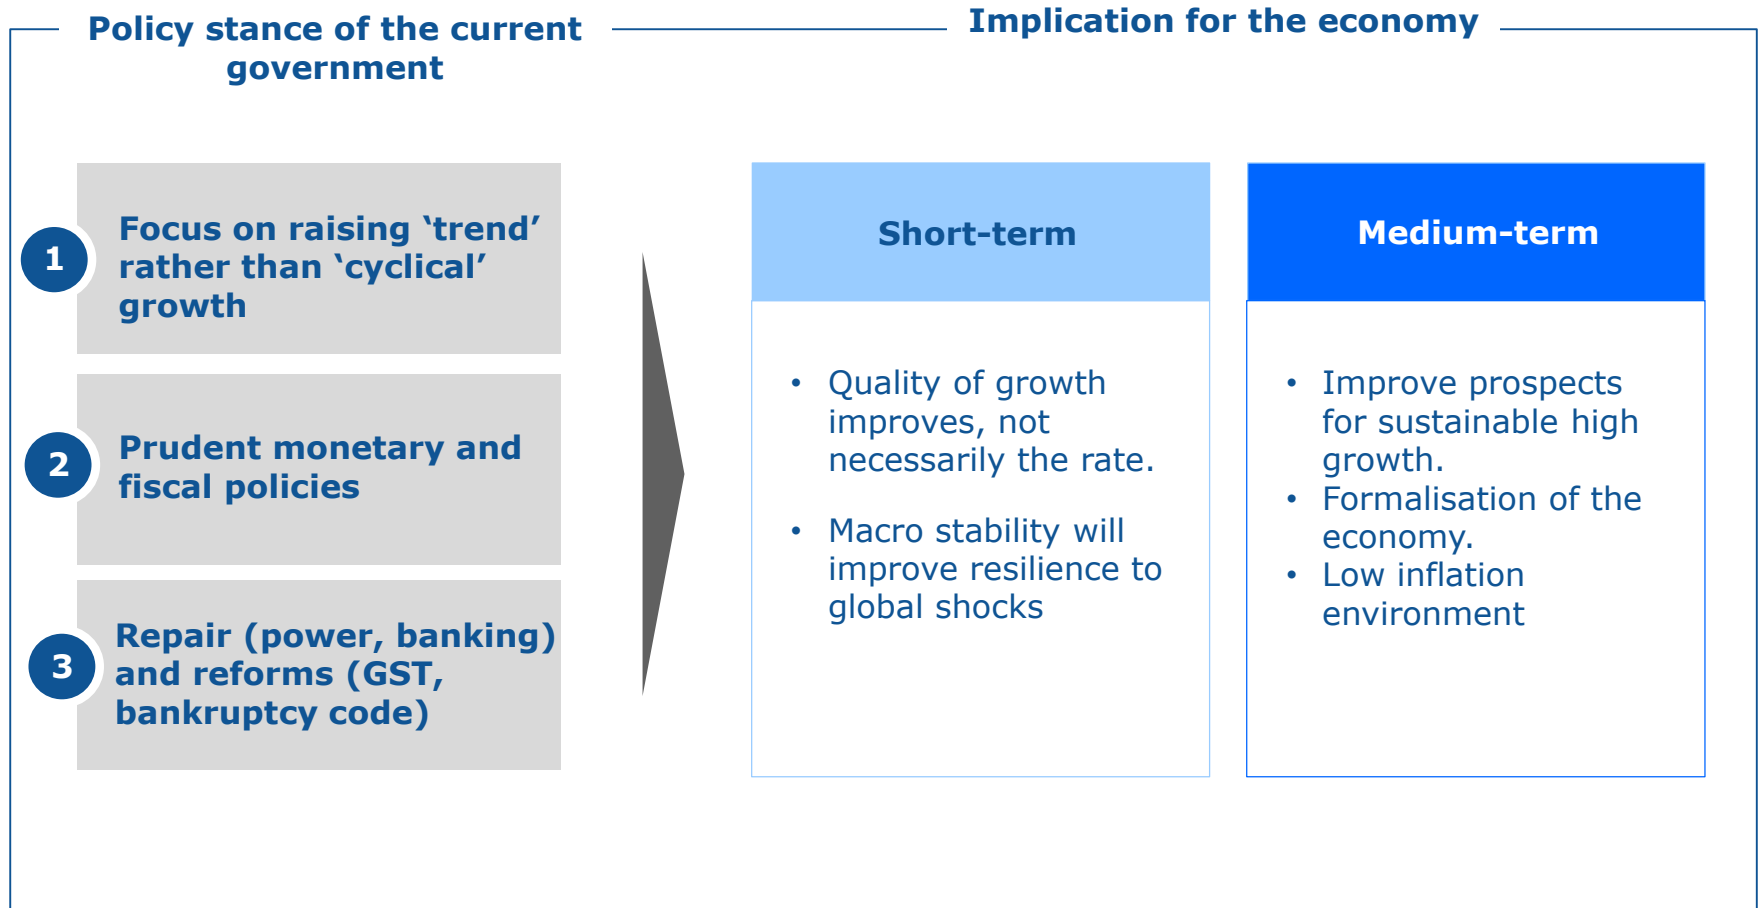 Policy stance of the current
government
Implication for the economy
1
Focus on raising ‘trend’
rather than ‘cyclical’
growth
2
Prudent monetary and
fiscal policies
3
Repair (power, banking)
and reforms (GST,
bankruptcy code)
Short-term
• Quality of growth
improves, not
necessarily the rate.
• Macro stability will
improve resilience to
global shocks
Medium-term
• Improve prospects
for sustainable high
growth.
• Formalisation of the
economy.
• Low inflation
environment